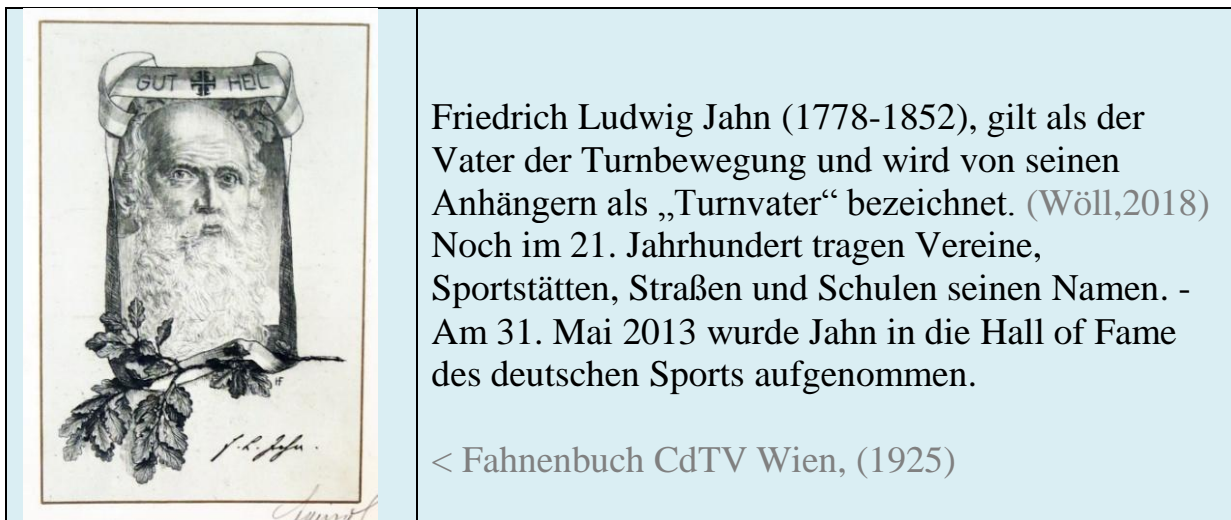 GUT HEIL
F. L. Jahn.
Friedrich Ludwig Jahn (1778-1852), gilt als der
Vater der Turnbewegung und wird von seinen
Anhängern als „Turnvater“ bezeichnet. (Wöll,2018)
Noch im 21. Jahrhundert tragen Vereine,
Sportstätten, Straßen und Schulen seinen Namen. -
Am 31. Mai 2013 wurde Jahn in die Hall of Fame
des deutschen Sports aufgenommen.
< Fahnenbuch CdTV Wien, (1925)